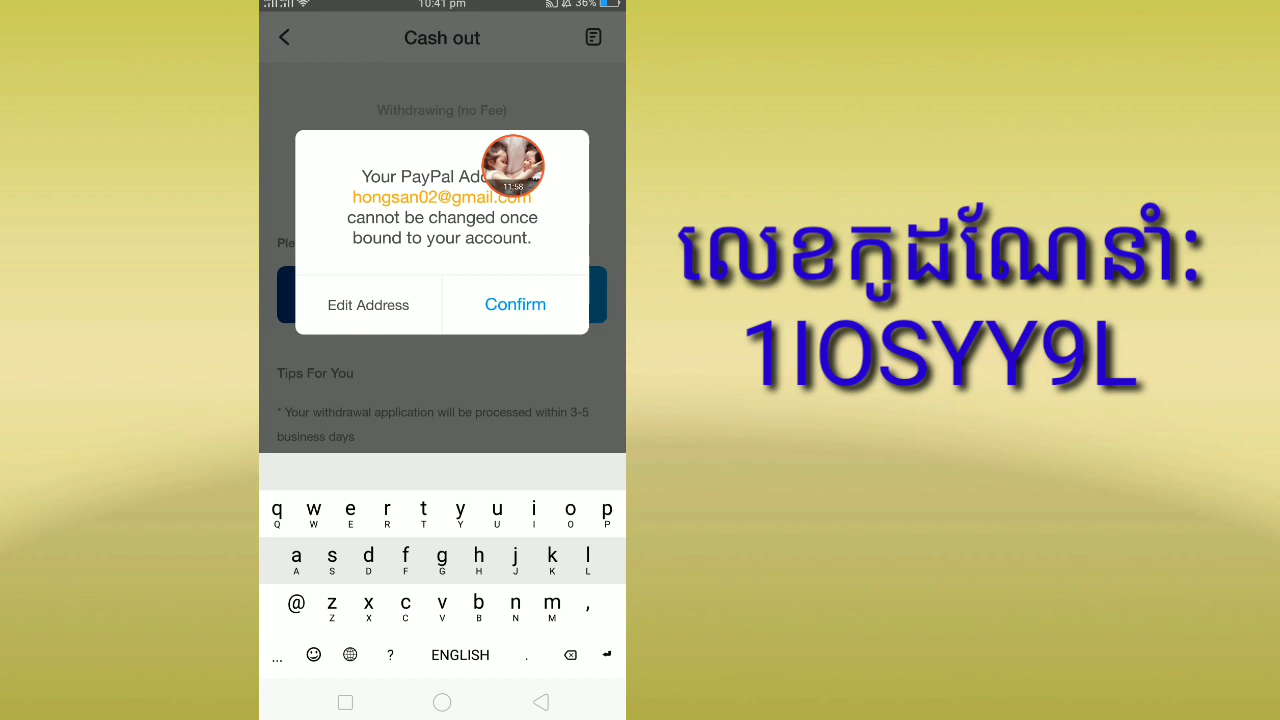 10:41 pm
36%
Cash out
Withdrawing (no Fee)
Your PayPal
hongsan02@gmail.com
11:58
cannot be changed once
bound to your account.
Edit Address
Confirm
Tips For You
* Your withdrawal application will be processed within 3-5
business days
q w e r t y u i o p
Q W E R T Y U I O P
a s d f g h j k l
A S D F G H J K L
@ z x c v b n m ,
Z X C V B N M
... ? ENGLISH .
លេខកូដណែនាំ:
1IOSYY9L